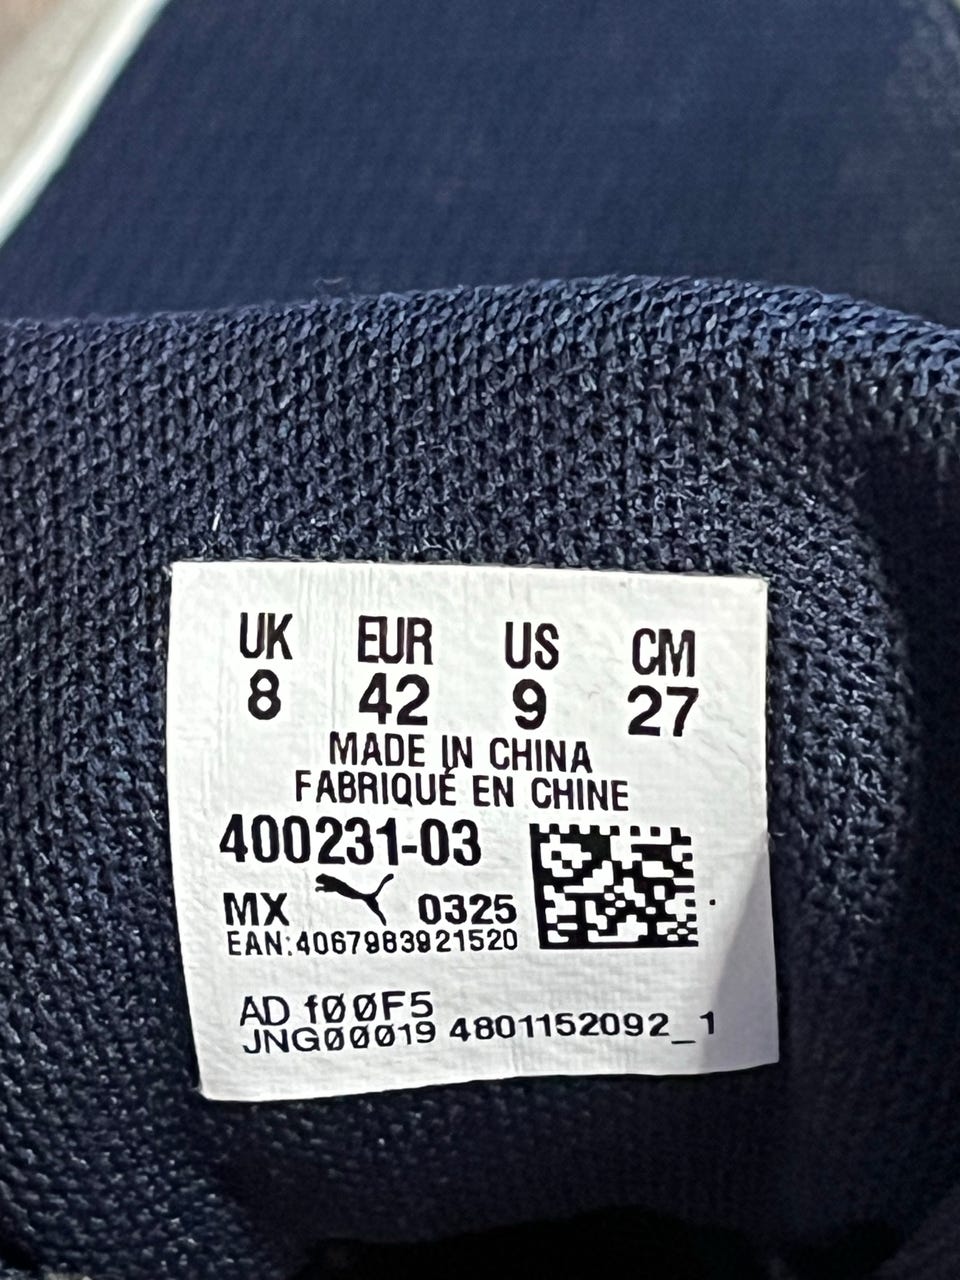 UK EUR US CM
8 42 9 27
MADE IN CHINA
FABRIQUÉ EN CHINE
400231-03
MX 0325
EAN:4067983921520
AD f00F5
JNG00019 4801152092_1